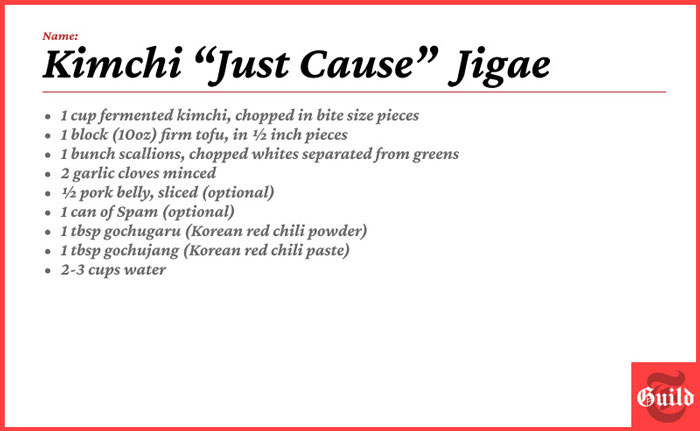 Name:
Kimchi “Just Cause” Jigae
• 1 cup fermented kimchi, chopped in bite size pieces
• 1 block (10oz) firm tofu, in ½ inch pieces
• 1 bunch scallions, chopped whites separated from greens
• 2 garlic cloves minced
• ½ pork belly, sliced (optional)
• 1 can of Spam (optional)
• 1 tbsp gochugaru (Korean red chili powder)
• 1 tbsp gochujang (Korean red chili paste)
• 2-3 cups water
T
Guild